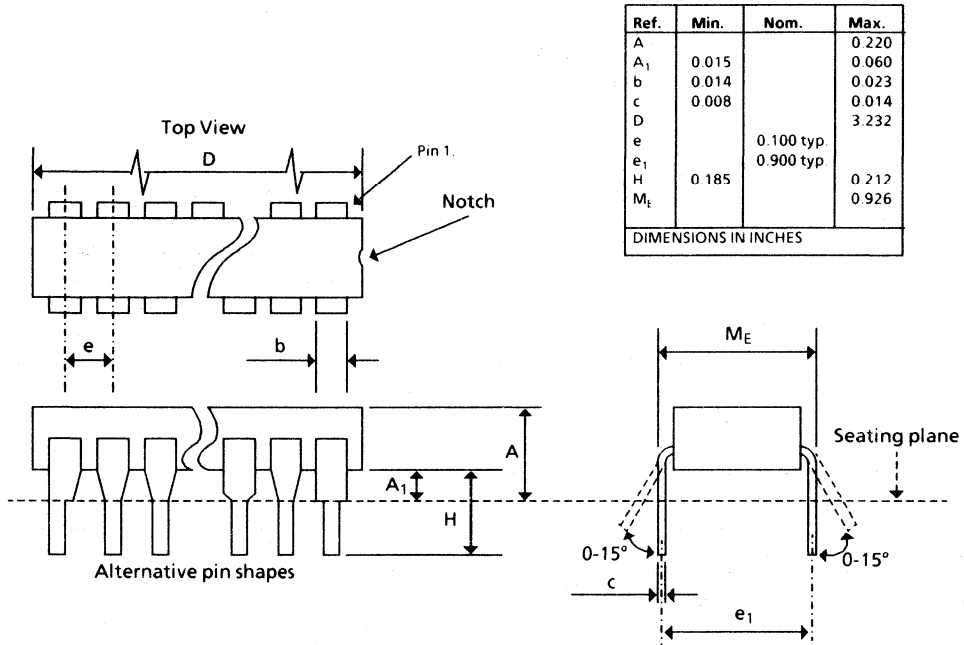 Ref. Min. Nom. Max.
A 0.220
A₁ 0.015 0.060
b 0.014 0.023
c 0.008 0.014
D 3.232
e 0.100 typ.
e₁ 0.900 typ
H 0.185 0.212
M_E 0.926
DIMENSIONS IN INCHES
Top View
D
Pin 1.
Notch
e
b
M_E
A
Seating plane
A₁
H
0-15°
0-15°
Alternative pin shapes
c
e₁